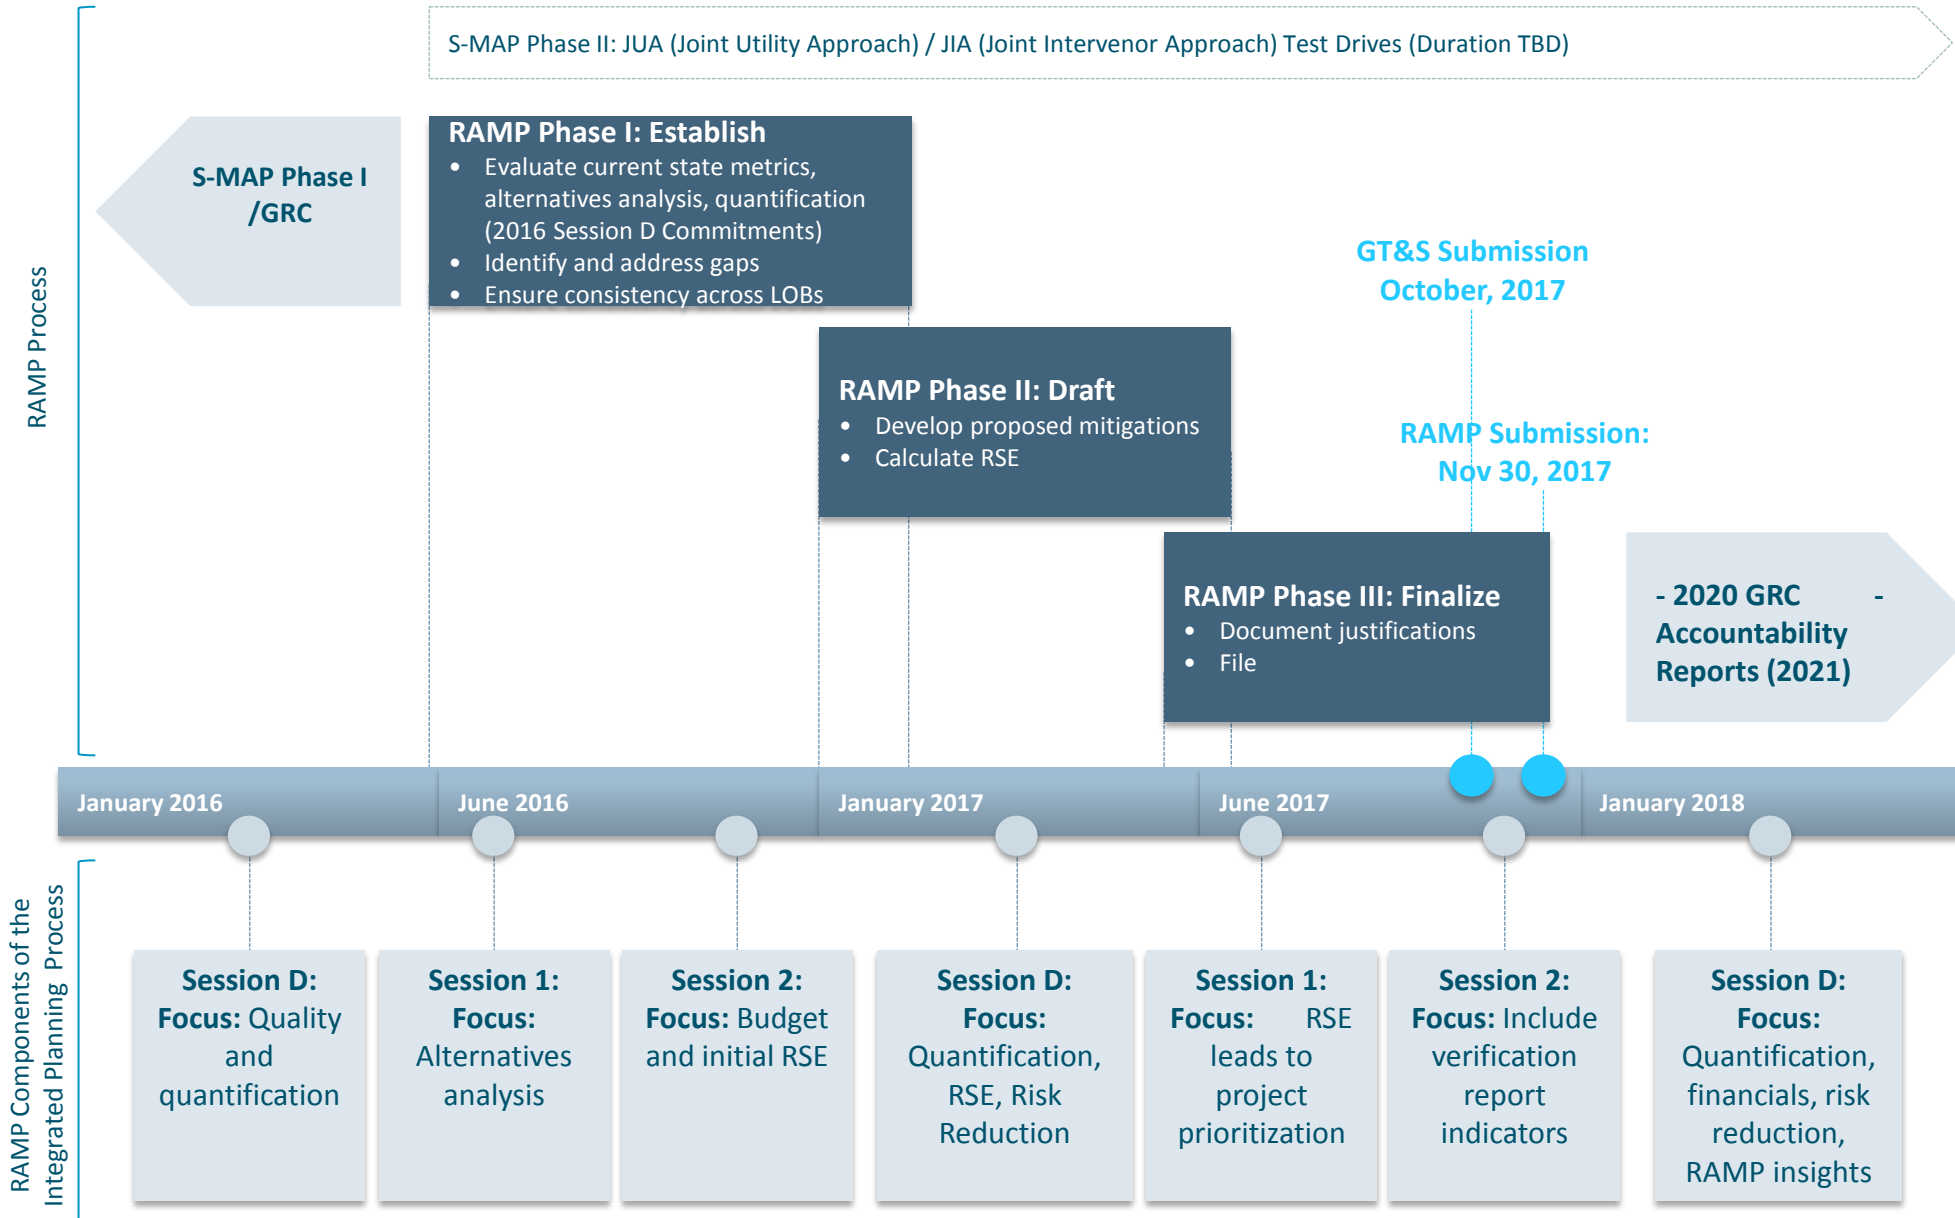 S-MAP Phase II: JUA (Joint Utility Approach) / JIA (Joint Intervenor Approach) Test Drives (Duration TBD)
RAMP Process
S-MAP Phase I
/GRC
RAMP Phase I: Establish
• Evaluate current state metrics,
alternatives analysis, quantification
(2016 Session D Commitments)
• Identify and address gaps
• Ensure consistency across LOBs
GT&S Submission
October, 2017
RAMP Phase II: Draft
• Develop proposed mitigations
• Calculate RSE
RAMP Submission:
Nov 30, 2017
RAMP Phase III: Finalize
• Document justifications
• File
- 2020 GRC -
Accountability
Reports (2021)
January 2016
June 2016
January 2017
June 2017
January 2018
RAMP Components of the
Integrated Planning Process
Session D:
Focus: Quality
and
quantification
Session 1:
Focus:
Alternatives
analysis
Session 2:
Focus: Budget
and initial RSE
Session D:
Focus:
Quantification,
RSE, Risk
Reduction
Session 1:
Focus: RSE
leads to
project
prioritization
Session 2:
Focus: Include
verification
report
indicators
Session D:
Focus:
Quantification,
financials, risk
reduction,
RAMP insights